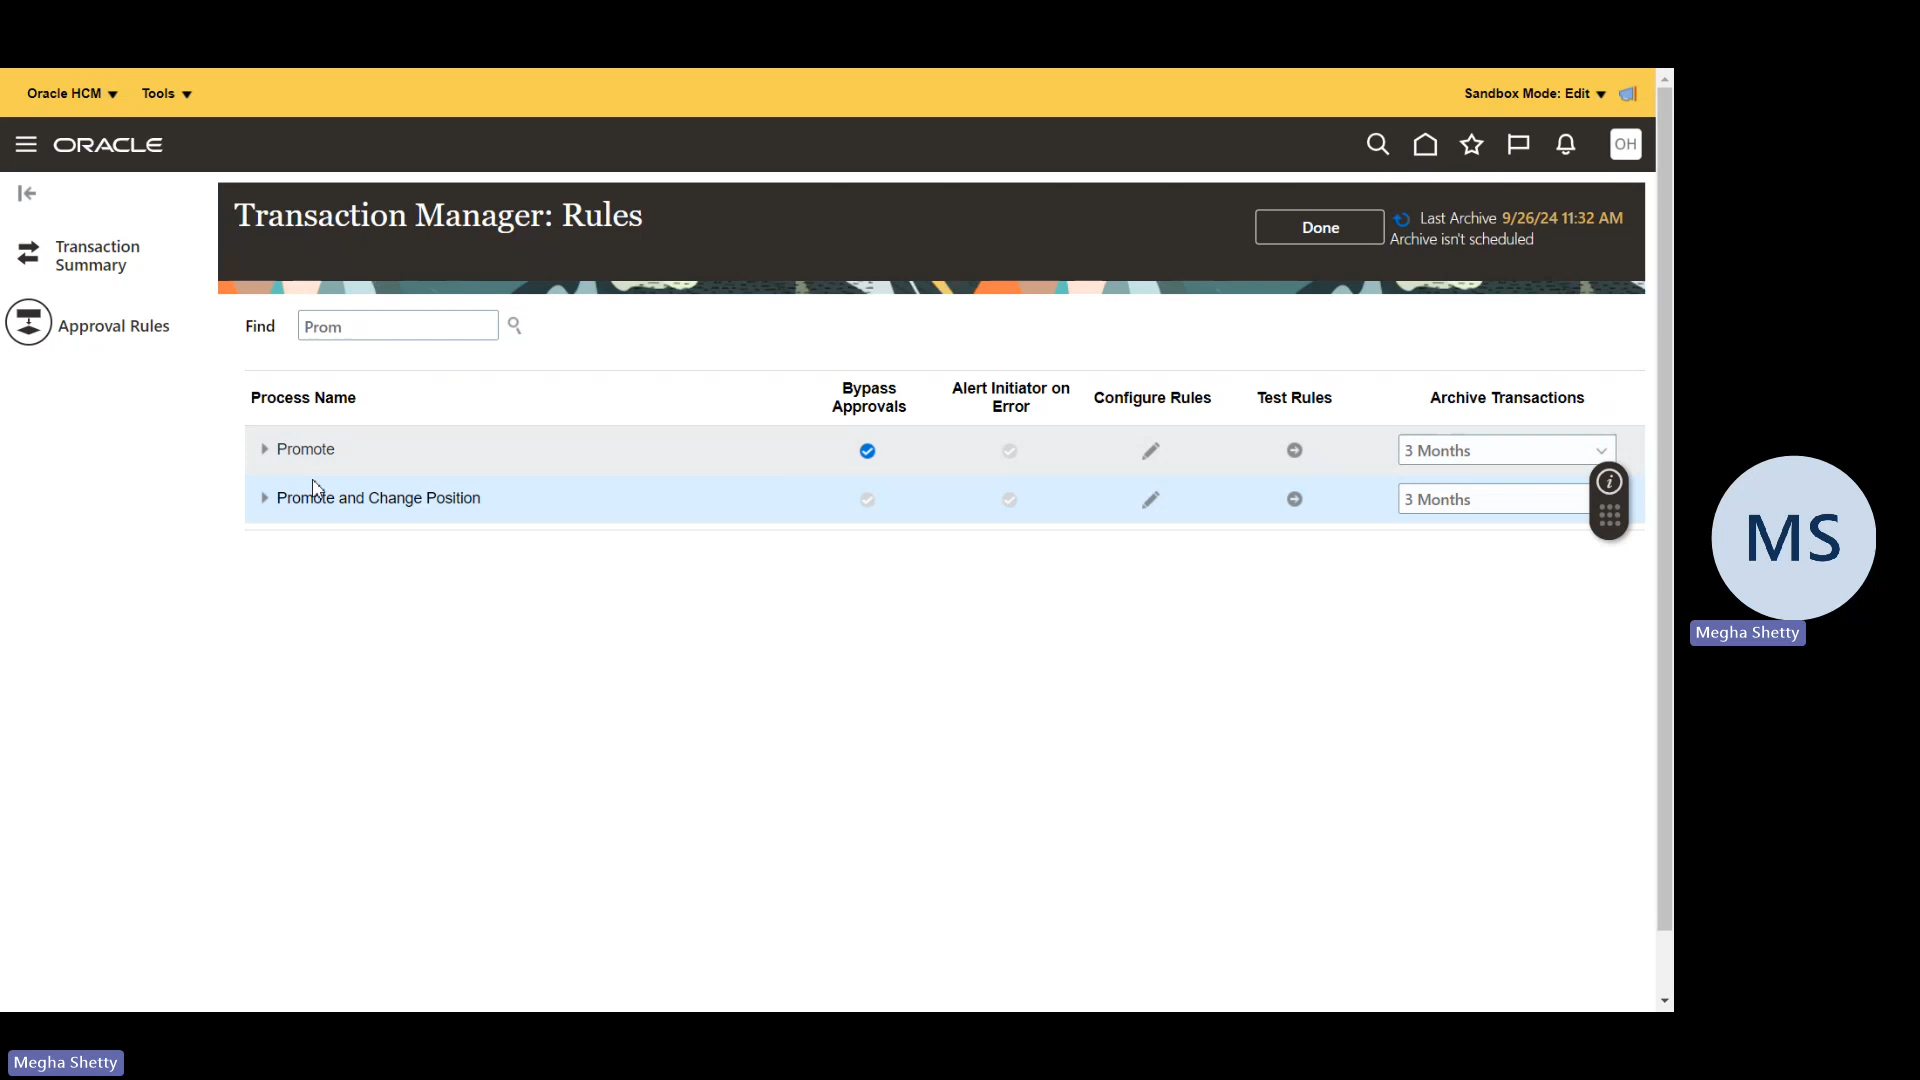 Oracle HCM
Tools
Sandbox Mode: Edit
ORACLE
OH
Transaction Manager: Rules
Done
Last Archive 9/26/24 11:32 AM
Archive isn't scheduled
Transaction
Summary
Approval Rules
Find
Prom
Process Name
Bypass
Approvals
Alert Initiator on
Error
Configure Rules
Test Rules
Archive Transactions
Promote
3 Months
Promote and Change Position
3 Months
i
MS
Megha Shetty
Megha Shetty